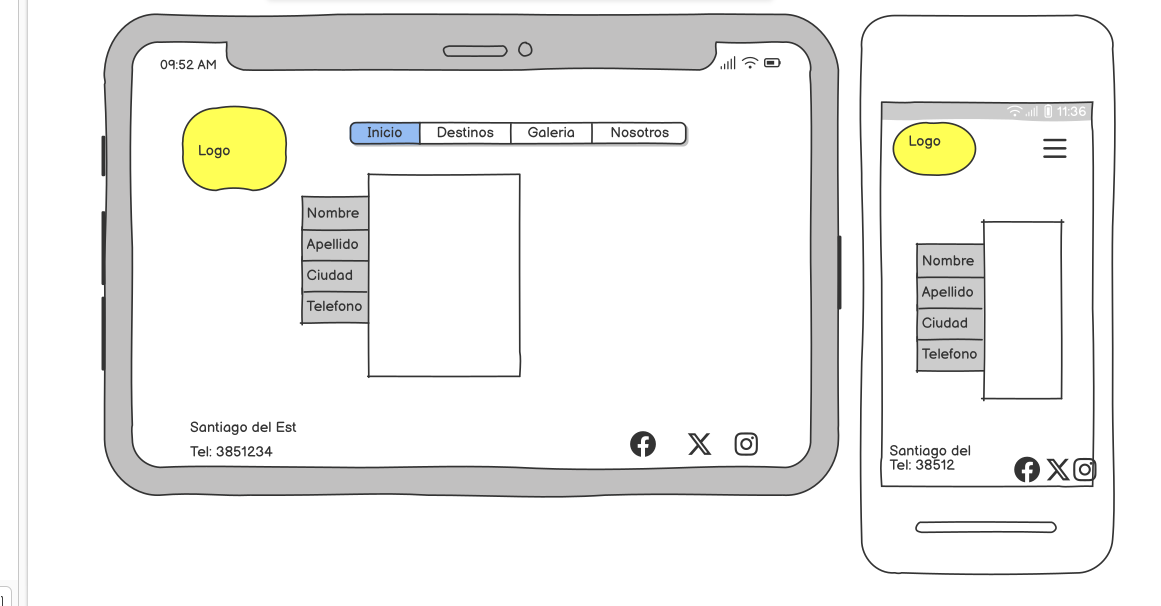 09:52 AM
Logo
Inicio Destinos Galeria Nosotros
Nombre
Apellido
Ciudad
Telefono
Santiago del Est
Tel: 3851234
11:36
Logo
Nombre
Apellido
Ciudad
Telefono
Santiago del
Tel: 38512